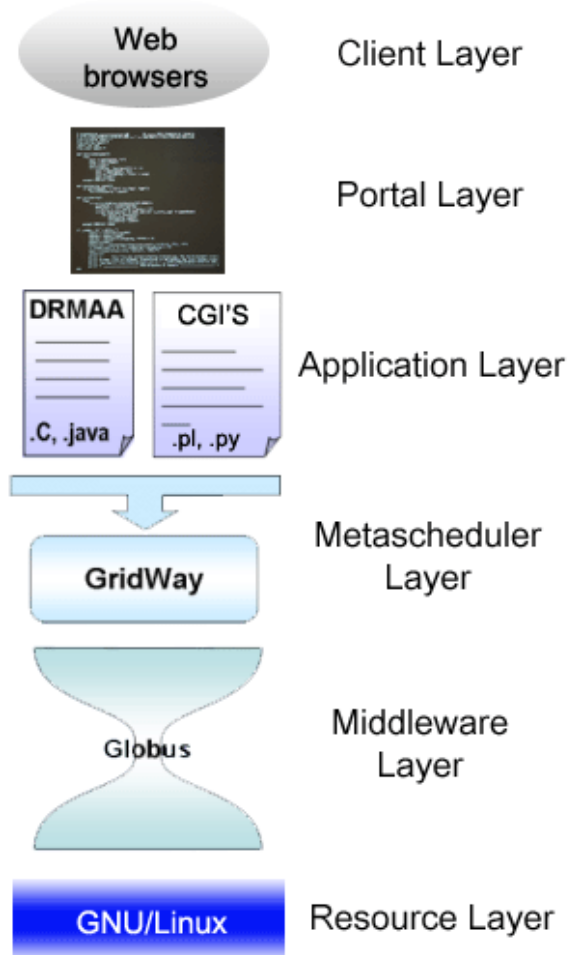 Web
browsers
Client Layer
Portal Layer
DRMAA
.C, .java
CGI'S
.pl, .py
Application Layer
GridWay
Metascheduler
Layer
Globus
Middleware
Layer
GNU/Linux
Resource Layer